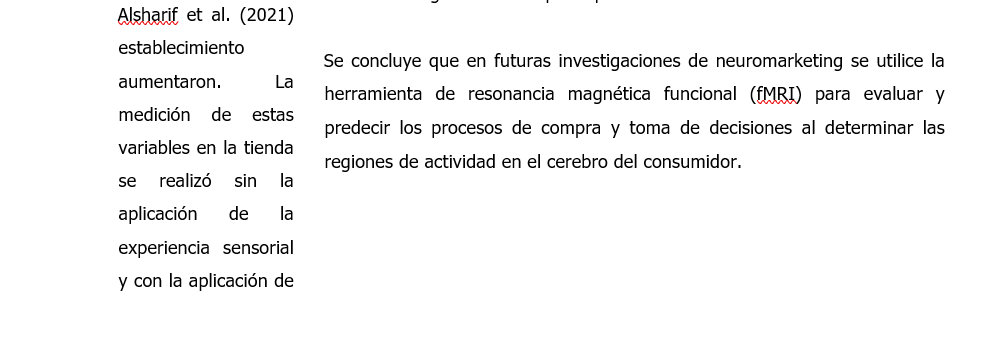 Alsharif et al. (2021)
establecimiento
aumentaron. La
medición de estas
variables en la tienda
se realizó sin la
aplicación de la
experiencia sensorial
y con la aplicación de
Se concluye que en futuras investigaciones de neuromarketing se utilice la
herramienta de resonancia magnética funcional (fMRI) para evaluar y
predecir los procesos de compra y toma de decisiones al determinar las
regiones de actividad en el cerebro del consumidor.